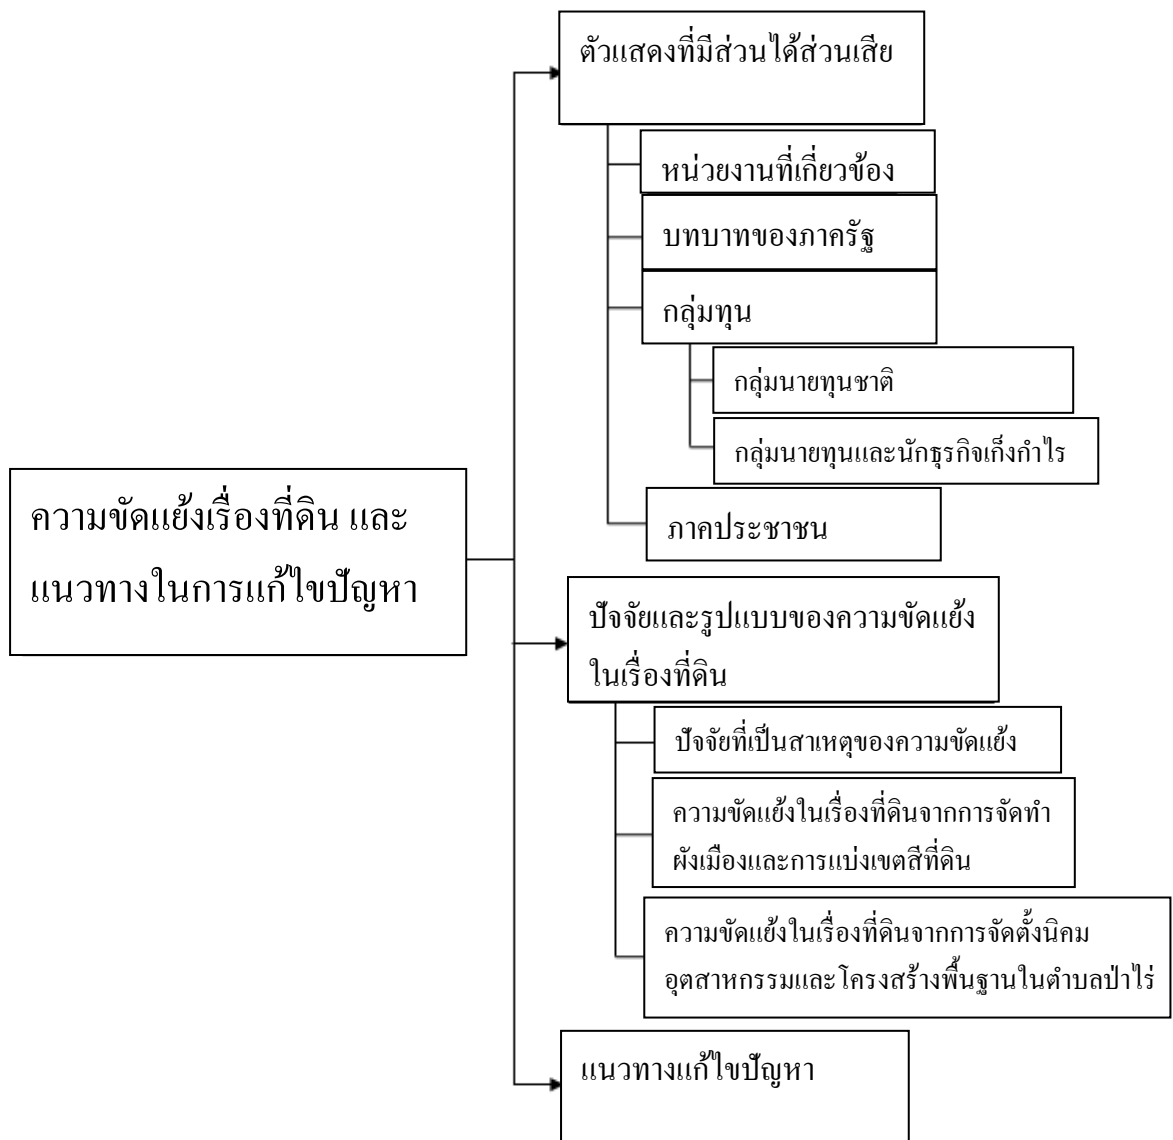 ตัวแสดงที่มีส่วนได้ส่วนเสีย
หน่วยงานที่เกี่ยวข้อง
บทบาทของภาครัฐ
กลุ่มทุน
กลุ่มนายทุนชาติ
กลุ่มนายทุนและนักธุรกิจเก็งกำไร
ภาคประชาชน
ความขัดแย้งเรื่องที่ดิน และ
แนวทางในการแก้ไขปัญหา
ปัจจัยและรูปแบบของความขัดแย้ง
ในเรื่องที่ดิน
ปัจจัยที่เป็นสาเหตุของความขัดแย้ง
ความขัดแย้งในเรื่องที่ดินจากการจัดทำ
ผังเมืองและการแบ่งเขตสีที่ดิน
ความขัดแย้งในเรื่องที่ดินจากการจัดตั้งนิคม
อุตสาหกรรมและโครงสร้างพื้นฐานในตำบลป่าไร่
แนวทางแก้ไขปัญหา